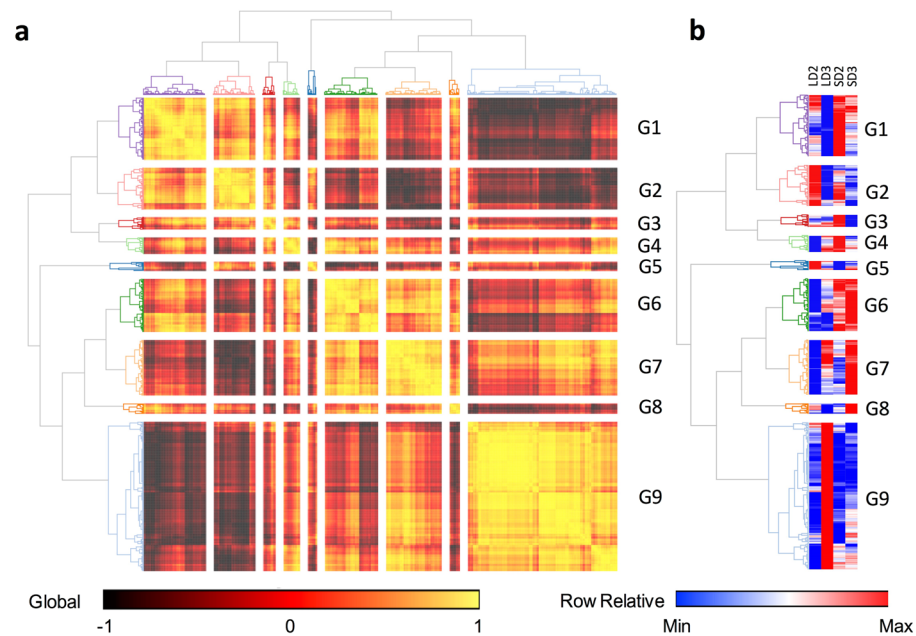 a
b
LD2
LD3
SD2
SD3
G1
G2
G3
G4
G5
G6
G7
G8
G9
G1
G2
G3
G4
G5
G6
G7
G8
G9
Global
-1
0
1
Row Relative
Min
Max